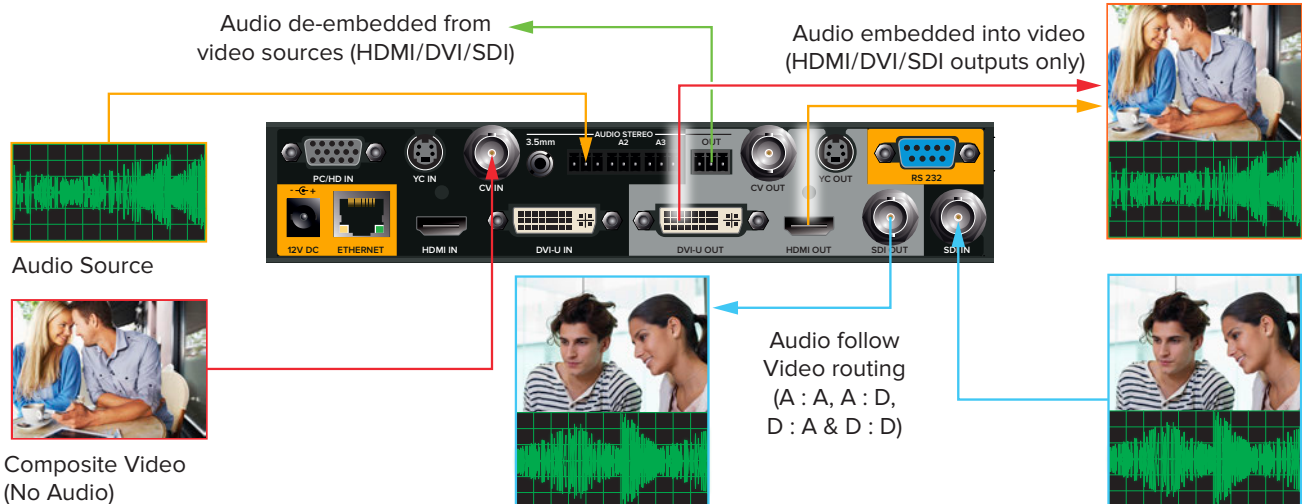 Audio de-embedded from
video sources (HDMI/DVI/SDI)
Audio embedded into video
(HDMI/DVI/SDI outputs only)
AUDIO STEREO
3.5mm
A2
A3
OUT
PC/HD IN
YC IN
CV IN
CV OUT
YC OUT
RS 232
- +
12V DC
ETHERNET
HDMI IN
DVI-U IN
DVI-U OUT
HDMI OUT
SDI OUT
SDI IN
Audio Source
Composite Video
(No Audio)
Audio follow
Video routing
(A : A, A : D,
D : A & D : D)